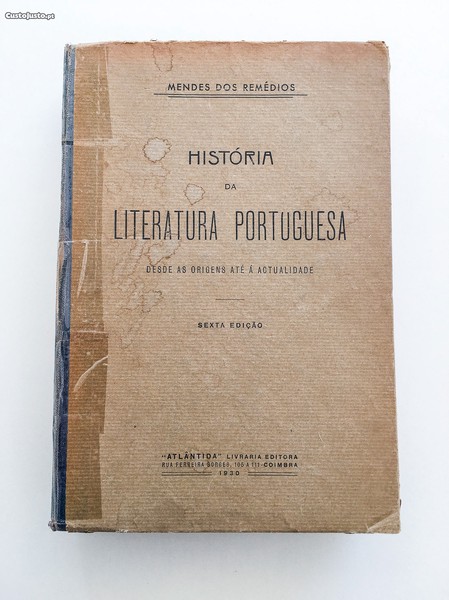 CustoJusto.pt
MENDES DOS REMÉDIOS
HISTÓRIA
DA
LITERATURA PORTUGUESA
DESDE AS ORIGENS ATÉ Á ACTUALIDADE
SEXTA EDIÇÃO
"ATLÂNTIDA" LIVRARIA EDITORA
RUA FERREIRA BORGES, 103 A 111-COIMBRA
1930